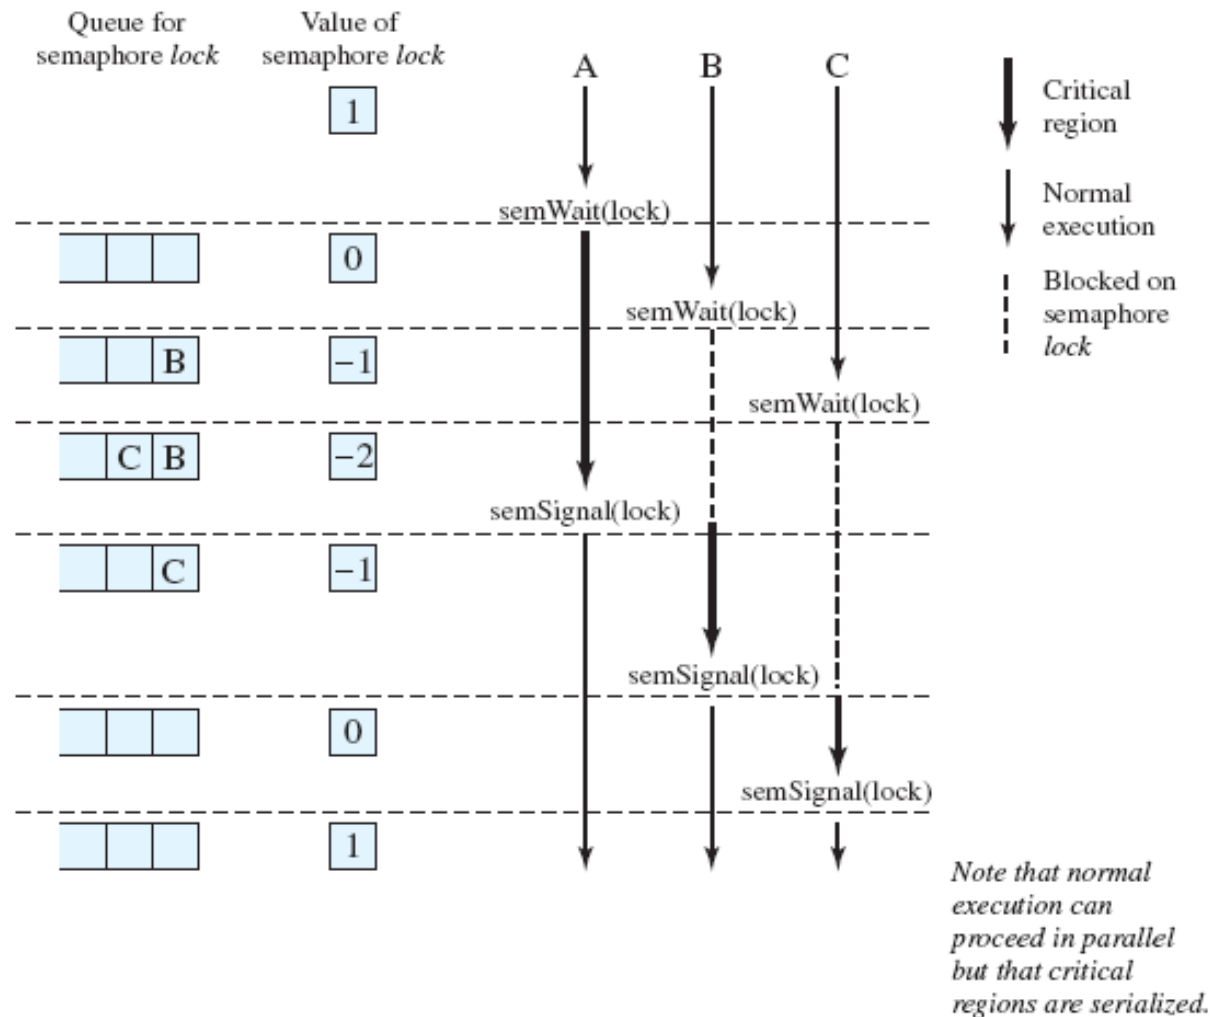 Queue for
semaphore lock
Value of
semaphore lock
A
B
C
1
Critical
region
Normal
execution
semWait(lock)
0
Blocked on
semaphore
lock
semWait(lock)
B
−1
semWait(lock)
C B
−2
semSignal(lock)
C
−1
semSignal(lock)
0
semSignal(lock)
1
Note that normal
execution can
proceed in parallel
but that critical
regions are serialized.